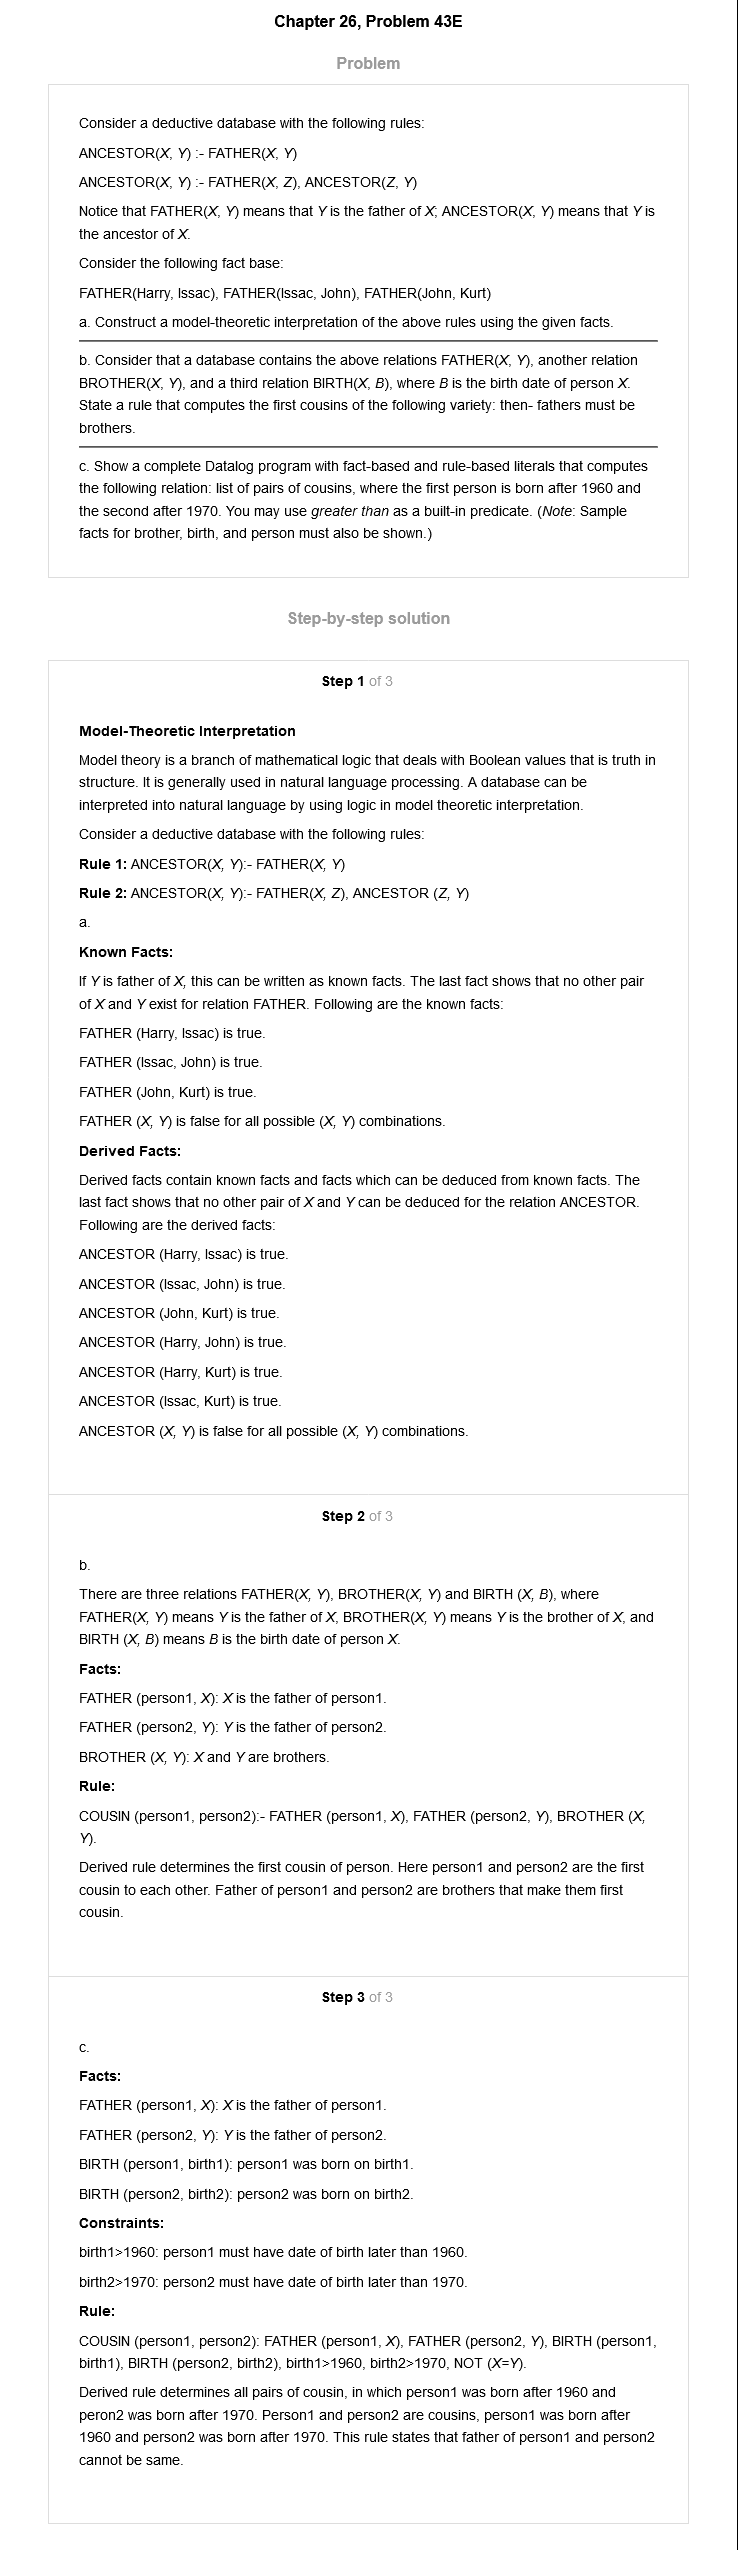 Chapter 26, Problem 43E
Problem
Consider a deductive database with the following rules:
ANCESTOR(X, Y) :- FATHER(X, Y)
ANCESTOR(X, Y) :- FATHER(X, Z), ANCESTOR(Z, Y)
Notice that FATHER(X, Y) means that Y is the father of X; ANCESTOR(X, Y) means that Y is
the ancestor of X.
Consider the following fact base:
FATHER(Harry, Issac), FATHER(Issac, John), FATHER(John, Kurt)
a. Construct a model-theoretic interpretation of the above rules using the given facts.
b. Consider that a database contains the above relations FATHER(X, Y), another relation
BROTHER(X, Y), and a third relation BIRTH(X, B), where B is the birth date of person X.
State a rule that computes the first cousins of the following variety: then- fathers must be
brothers.
c. Show a complete Datalog program with fact-based and rule-based literals that computes
the following relation: list of pairs of cousins, where the first person is born after 1960 and
the second after 1970. You may use greater than as a built-in predicate. (Note: Sample
facts for brother, birth, and person must also be shown.)
Step-by-step solution
Step 1 of 3
Model-Theoretic Interpretation
Model theory is a branch of mathematical logic that deals with Boolean values that is truth in
structure. It is generally used in natural language processing. A database can be
interpreted into natural language by using logic in model theoretic interpretation.
Consider a deductive database with the following rules:
Rule 1: ANCESTOR(X, Y):- FATHER(X, Y)
Rule 2: ANCESTOR(X, Y):- FATHER(X, Z), ANCESTOR (Z, Y)
a.
Known Facts:
If Y is father of X, this can be written as known facts. The last fact shows that no other pair
of X and Y exist for relation FATHER. Following are the known facts:
FATHER (Harry, Issac) is true.
FATHER (Issac, John) is true.
FATHER (John, Kurt) is true.
FATHER (X, Y) is false for all possible (X, Y) combinations.
Derived Facts:
Derived facts contain known facts and facts which can be deduced from known facts. The
last fact shows that no other pair of X and Y can be deduced for the relation ANCESTOR.
Following are the derived facts:
ANCESTOR (Harry, Issac) is true.
ANCESTOR (Issac, John) is true.
ANCESTOR (John, Kurt) is true.
ANCESTOR (Harry, John) is true.
ANCESTOR (Harry, Kurt) is true.
ANCESTOR (Issac, Kurt) is true.
ANCESTOR (X, Y) is false for all possible (X, Y) combinations.
Step 2 of 3
b.
There are three relations FATHER(X, Y), BROTHER(X, Y) and BIRTH (X, B), where
FATHER(X, Y) means Y is the father of X, BROTHER(X, Y) means Y is the brother of X, and
BIRTH (X, B) means B is the birth date of person X.
Facts:
FATHER (person1, X): X is the father of person1.
FATHER (person2, Y): Y is the father of person2.
BROTHER (X, Y): X and Y are brothers.
Rule:
COUSIN (person1, person2):- FATHER (person1, X), FATHER (person2, Y), BROTHER (X,
Y).
Derived rule determines the first cousin of person. Here person1 and person2 are the first
cousin to each other. Father of person1 and person2 are brothers that make them first
cousin.
Step 3 of 3
c.
Facts:
FATHER (person1, X): X is the father of person1.
FATHER (person2, Y): Y is the father of person2.
BIRTH (person1, birth1): person1 was born on birth1.
BIRTH (person2, birth2): person2 was born on birth2.
Constraints:
birth1>1960: person1 must have date of birth later than 1960.
birth2>1970: person2 must have date of birth later than 1970.
Rule:
COUSIN (person1, person2): FATHER (person1, X), FATHER (person2, Y), BIRTH (person1,
birth1), BIRTH (person2, birth2), birth1>1960, birth2>1970, NOT (X=Y).
Derived rule determines all pairs of cousin, in which person1 was born after 1960 and
peron2 was born after 1970. Person1 and person2 are cousins, person1 was born after
1960 and person2 was born after 1970. This rule states that father of person1 and person2
cannot be same.